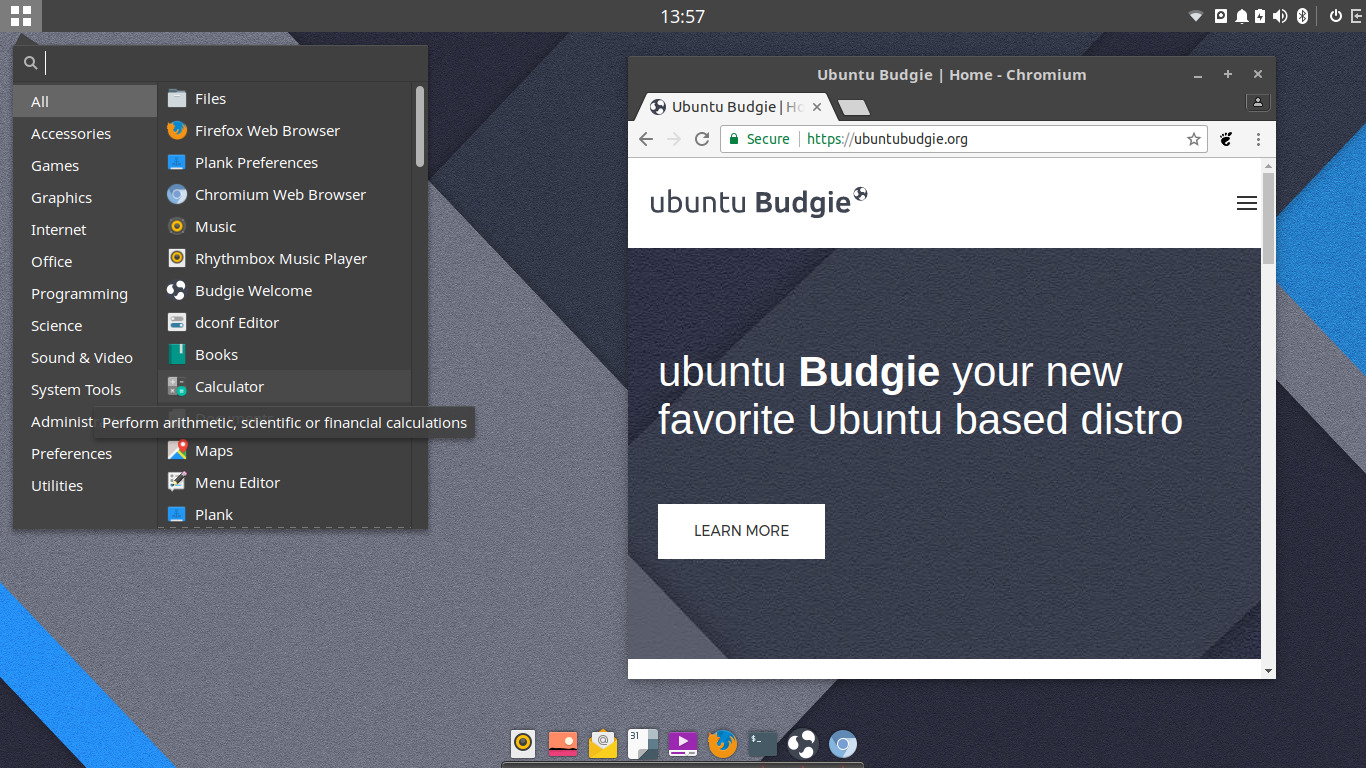 13:57
All
Accessories
Games
Graphics
Internet
Office
Programming
Science
Sound & Video
System Tools
Administ
Preferences
Utilities
Files
Firefox Web Browser
Plank Preferences
Chromium Web Browser
Music
Rhythmbox Music Player
Budgie Welcome
dconf Editor
Books
Calculator
Perform arithmetic, scientific or financial calculations
Maps
Menu Editor
Plank
Ubuntu Budgie | Home - Chromium
Ubuntu Budgie | Ho
Secure https://ubuntubudgie.org
ubuntu Budgie
ubuntu Budgie your new
favorite Ubuntu based distro
LEARN MORE
31
$_